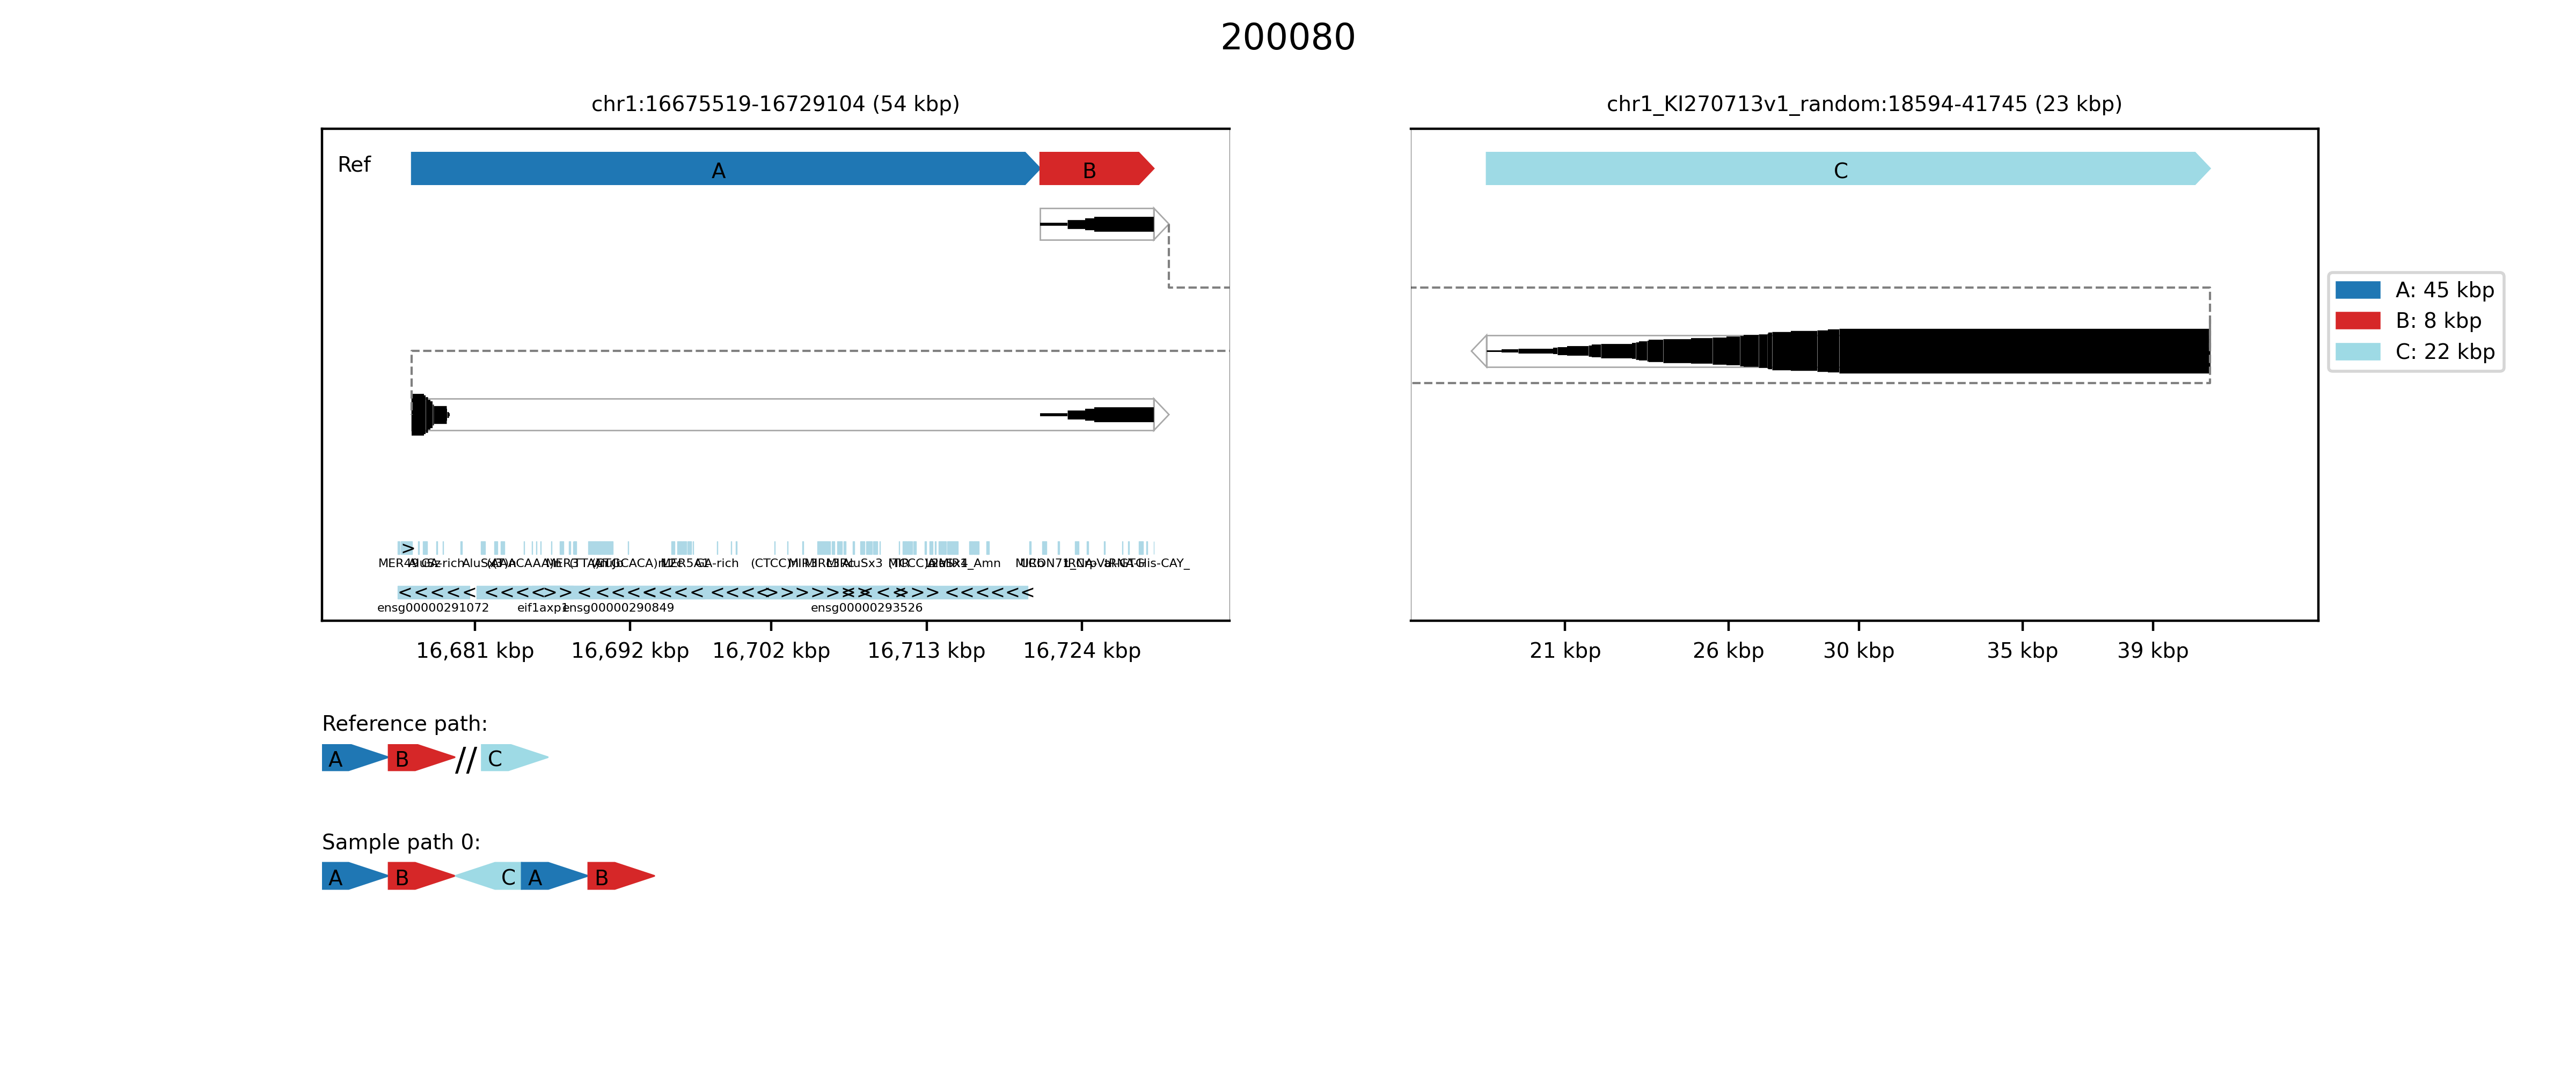 200080
chr1:16675519-16729104 (54 kbp)
chr1_KI270713v1_random:18594-41745 (23 kbp)
Ref
A
B
C
A: 45 kbp
B: 8 kbp
C: 22 kbp
ensg00000291072
ensg00000290849
ensg00000293526
16,681 kbp
16,692 kbp
16,702 kbp
16,713 kbp
16,724 kbp
21 kbp
26 kbp
30 kbp
35 kbp
39 kbp
Reference path:
A B // C
Sample path 0:
A B C A B